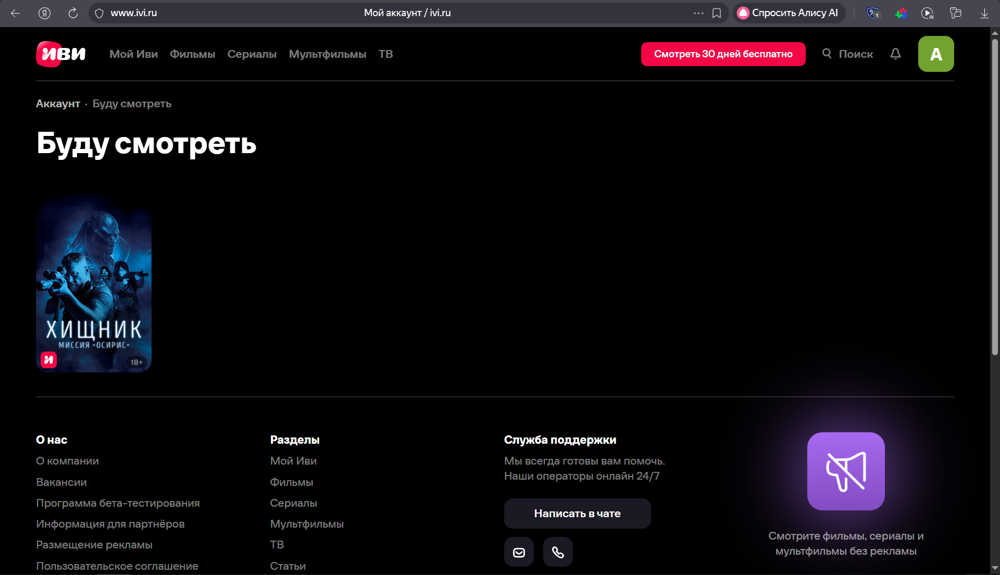 www.ivi.ru
Мой аккаунт / ivi.ru
Спросить Алису AI
1
иви
Мой Иви
Фильмы
Сериалы
Мультфильмы
ТВ
Смотреть 30 дней бесплатно
Поиск
А
Аккаунт · Буду смотреть
Буду смотреть
ХИЩНИК
МИССИЯ «ОСИРИС»
и
18+
О нас
О компании
Вакансии
Программа бета-тестирования
Информация для партнёров
Размещение рекламы
Пользовательское соглашение
Разделы
Мой Иви
Фильмы
Сериалы
Мультфильмы
ТВ
Статьи
Служба поддержки
Мы всегда готовы вам помочь.
Наши операторы онлайн 24/7
Написать в чате
Смотрите фильмы, сериалы и
мультфильмы без рекламы